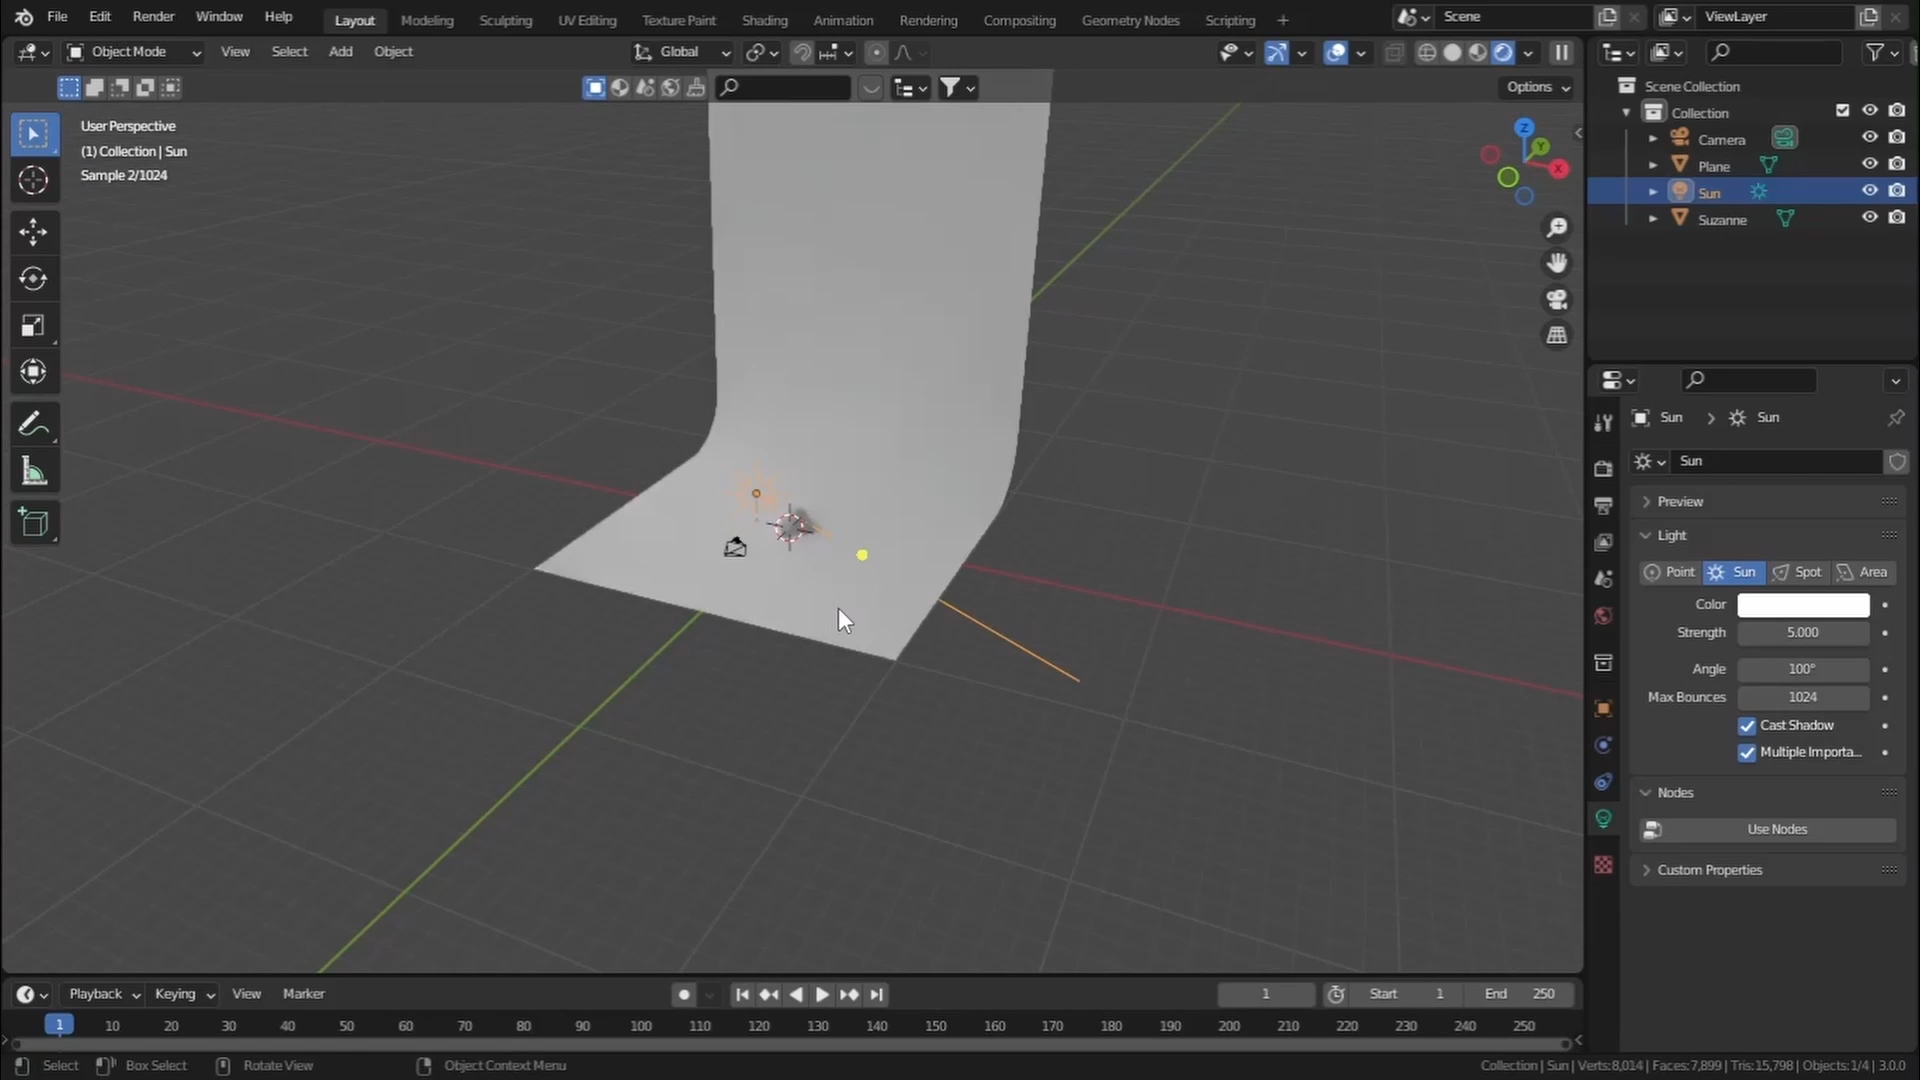 File Edit Render Window Help
Layout Modeling Sculpting UV Editing Texture Paint Shading Animation Rendering Compositing Geometry Nodes Scripting +
Scene
ViewLayer
Object Mode View Select Add Object
Global
Options
User Perspective
(1) Collection | Sun
Sample 2/1024
Z
Y
X
Scene Collection
Collection
Camera
Plane
Sun
Suzanne
Sun > Sun
Sun
Preview
Light
Point Sun Spot Area
Color
Strength 5.000
Angle 100°
Max Bounces 1024
Cast Shadow
Multiple Importa...
Nodes
Use Nodes
Custom Properties
Playback Keying View Marker
1 Start 1 End 250
1 10 20 30 40 50 60 70 80 90 100 110 120 130 140 150 160 170 180 190 200 210 220 230 240 250
Select Box Select Rotate View Object Context Menu
Collection | Sun | Verts:8,014 | Faces:7,899 | Tris:15,798 | Objects:1/4 | 3.0.0